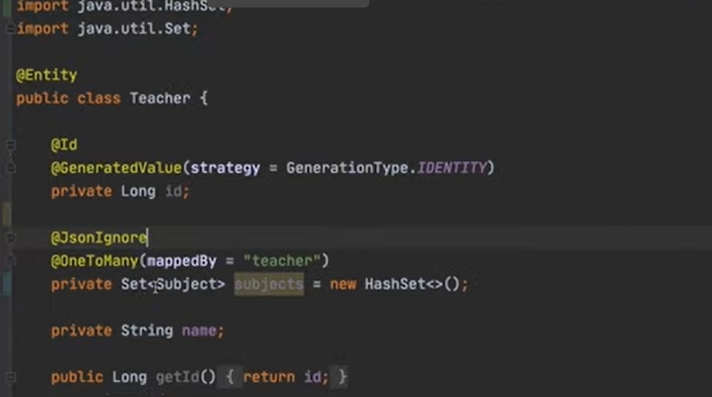 import java.util.HashSet;
import java.util.Set;
@Entity
public class Teacher {
@Id
@GeneratedValue(strategy = GenerationType.IDENTITY)
private Long id;
@JsonIgnore
@OneToMany(mappedBy = "teacher")
private Set<Subject> subjects = new HashSet<>();
private String name;
public Long getId() { return id; }